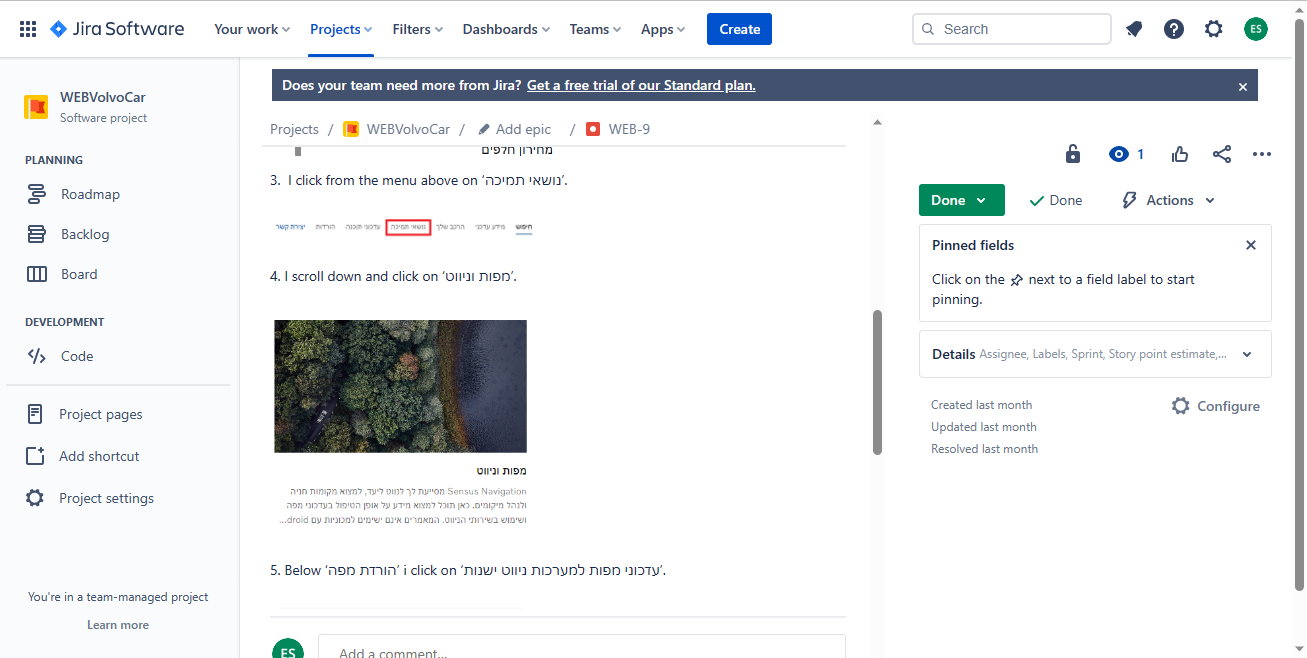 Jira Software
Your work
Projects
Filters
Dashboards
Teams
Apps
Create
Search
ES
WEBVolvoCar
Software project
PLANNING
Roadmap
Backlog
Board
DEVELOPMENT
Code
Project pages
Add shortcut
Project settings
You're in a team-managed project
Learn more
Does your team need more from Jira? Get a free trial of our Standard plan.
Projects / WEBVolvoCar / Add epic / WEB-9
מחירון חלפים
3. I click from the menu above on ‘נושאי תמיכה’.
חיפוש מידע עדכני הרכב שלך נושאי תמיכה עדכוני תוכנה הורדות יצירת קשר
4. I scroll down and click on ‘מפות וניווט’.
מפות וניווט
Sensus Navigation מסייעת לך לנווט ליעד, למצוא מקומות חניה
ולנהל מיקומים. כאן תוכל למצוא מידע על אופן הטיפול בעדכוני מפה
ושימוש בשירותי הניווט. המאמרים אינם ישימים למכוניות עם droid...
5. Below ‘הורדת מפה’ i click on ‘עדכוני מפות למערכות ניווט ישנות’.
ES
Add a comment...
1
Done
Done
Actions
Pinned fields
Click on the next to a field label to start
pinning.
Details Assignee, Labels, Sprint, Story point estimate,...
Created last month
Updated last month
Resolved last month
Configure